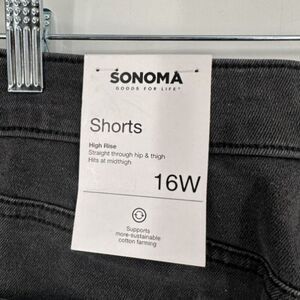 SONOMA
GOODS FOR LIFE®
Shorts
High Rise
Straight through hip & thigh
Hits at midthigh
16W
Supports
more-sustainable
cotton farming